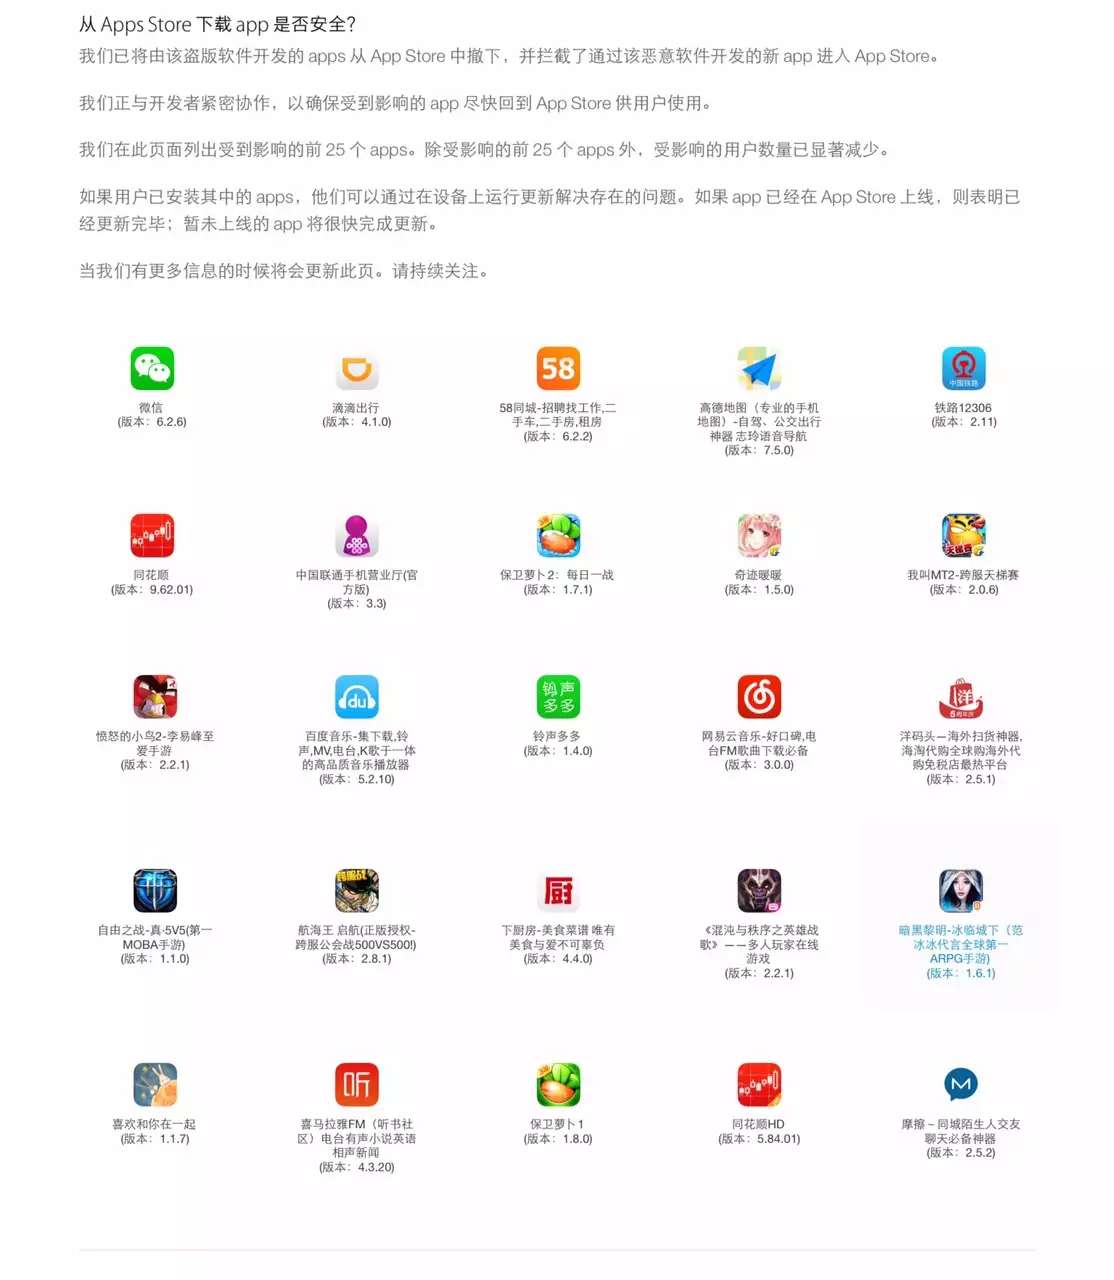 从 Apps Store 下载 app 是否安全?
我们已将由该盗版软件开发的 apps 从 App Store 中撤下，并拦截了通过该恶意软件开发的新 app 进入 App Store。
我们正与开发者紧密协作，以确保受到影响的 app 尽快回到 App Store 供用户使用。
我们在此页面列出受到影响的前 25 个 apps。除受影响的前 25 个 apps 外，受影响的用户数量已显著减少。
如果用户已安装其中的 apps，他们可以通过在设备上运行更新解决存在的问题。如果 app 已经在 App Store 上线，则表明已
经更新完毕；暂未上线的 app 将很快完成更新。
当我们有更多信息的时候将会更新此页。请持续关注。
微信
(版本：6.2.6)
滴滴出行
(版本：4.1.0)
58
58同城-招聘找工作,二
手车,二手房,租房
(版本：6.2.2)
高德地图（专业的手机
地图）-自驾、公交出行
神器 志玲语音导航
(版本：7.5.0)
中国铁路
铁路12306
(版本：2.11)
同花顺
(版本：9.62.01)
中国联通手机营业厅(官
方版)
(版本：3.3)
保卫萝卜2：每日一战
(版本：1.7.1)
奇迹暖暖
(版本：1.5.0)
天梯赛
我叫MT2-跨服天梯赛
(版本：2.0.6)
愤怒的小鸟2-李易峰至
爱手游
(版本：2.2.1)
du
百度音乐-集下载,铃
声,MV,电台,K歌于一体
的高品质音乐播放器
(版本：5.2.10)
铃声
多多
铃声多多
(版本：1.4.0)
网易云音乐-好口碑,电
台FM歌曲下载必备
(版本：3.0.0)
洋
洋码头—海外扫货神器,
海淘代购全球购海外代
购免税店最热平台
(版本：2.5.1)
自由之战-真·5V5(第一
MOBA手游)
(版本：1.1.0)
跨服战
航海王 启航(正版授权-
跨服公会战500VS500!)
(版本：2.8.1)
厨
下厨房-美食菜谱 唯有
美食与爱不可辜负
(版本：4.4.0)
《混沌与秩序之英雄战
歌》——多人玩家在线
游戏
(版本：2.2.1)
暗黑黎明-冰临城下（范
冰冰代言全球第一
ARPG手游)
(版本：1.6.1)
喜欢和你在一起
(版本：1.1.7)
听
喜马拉雅FM（听书社
区）电台有声小说英语
相声新闻
(版本：4.3.20)
保卫萝卜1
(版本：1.8.0)
同花顺HD
(版本：5.84.01)
M
摩擦～同城陌生人交友
聊天必备神器
(版本：2.5.2)